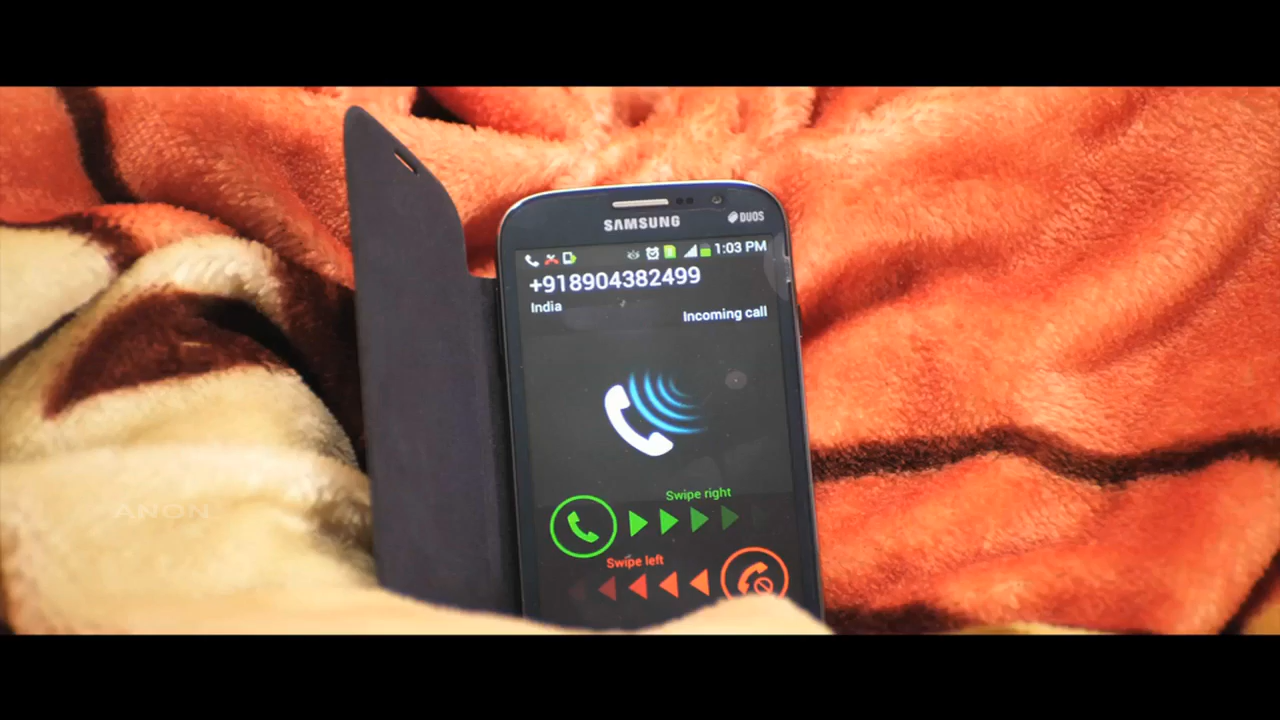 SAMSUNG
DUOS
1:03 PM
+918904382499
India
Incoming call
Swipe right
Swipe left
ANON